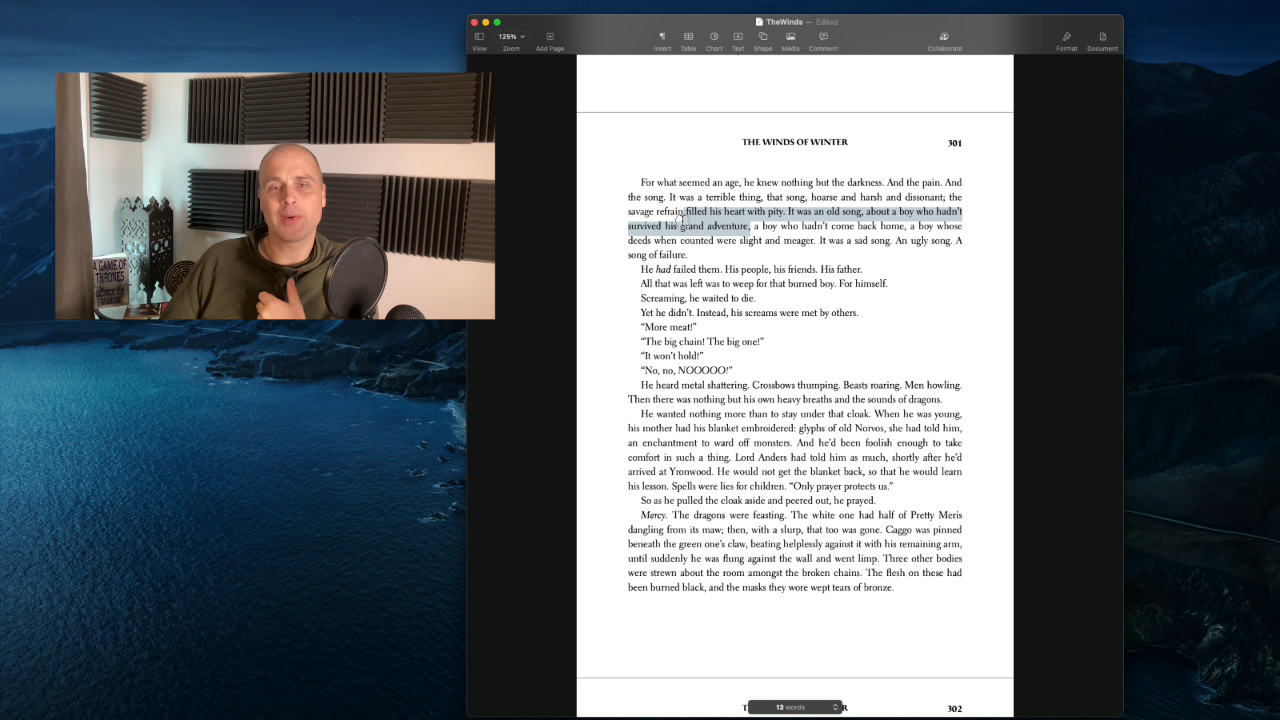 TheWinds — Edited
125%
View Zoom Add Page Insert Table Chart Text Shape Media Comment Collaborate Format Document
A GAME OF
THRONES
THE WINDS OF WINTER 301
For what seemed an age, he knew nothing but the darkness. And the pain. And
the song. It was a terrible thing, that song, hoarse and harsh and dissonant; the
savage refrain filled his heart with pity. It was an old song, about a boy who hadn't
survived his grand adventure, a boy who hadn't come back home, a boy whose
deeds when counted were slight and meager. It was a sad song. An ugly song. A
song of failure.
He had failed them. His people, his friends. His father.
All that was left was to weep for that burned boy. For himself.
Screaming, he waited to die.
Yet he didn't. Instead, his screams were met by others.
“More meat!”
“The big chain! The big one!”
“It won't hold!”
“No, no, NOOOOO!”
He heard metal shattering. Crossbows thumping. Beasts roaring. Men howling.
Then there was nothing but his own heavy breaths and the sounds of dragons.
He wanted nothing more than to stay under that cloak. When he was young,
his mother had his blanket embroidered: glyphs of old Norvos, she had told him,
an enchantment to ward off monsters. And he'd been foolish enough to take
comfort in such a thing. Lord Anders had told him as much, shortly after he'd
arrived at Yronwood. He would not get the blanket back, so that he would learn
his lesson. Spells were lies for children. “Only prayer protects us.”
So as he pulled the cloak aside and peered out, he prayed.
Mercy. The dragons were feasting. The white one had half of Pretty Meris
dangling from its maw; then, with a slurp, that too was gone. Caggo was pinned
beneath the green one's claw, beating helplessly against it with his remaining arm,
until suddenly he was flung against the wall and went limp. Three other bodies
were strewn about the room amongst the broken chains. The flesh on these had
been burned black, and the masks they wore wept tears of bronze.
13 words
302